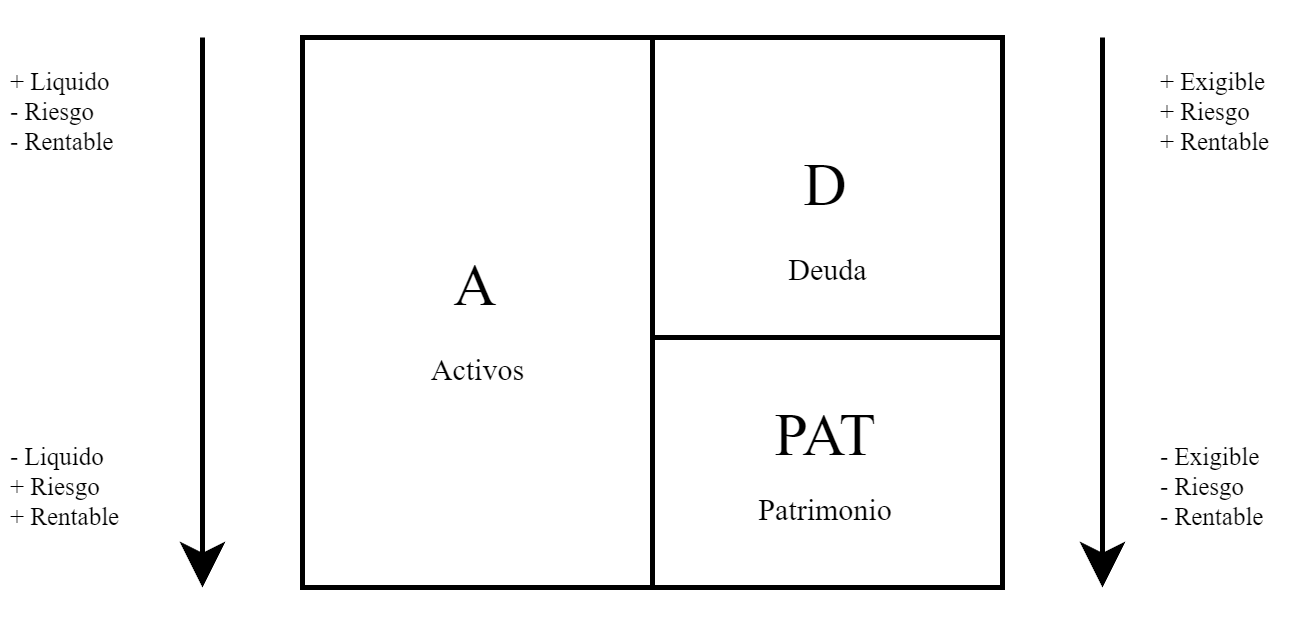 + Liquido
- Riesgo
- Rentable
- Liquido
+ Riesgo
+ Rentable
A
Activos
D
Deuda
PAT
Patrimonio
+ Exigible
+ Riesgo
+ Rentable
- Exigible
- Riesgo
- Rentable